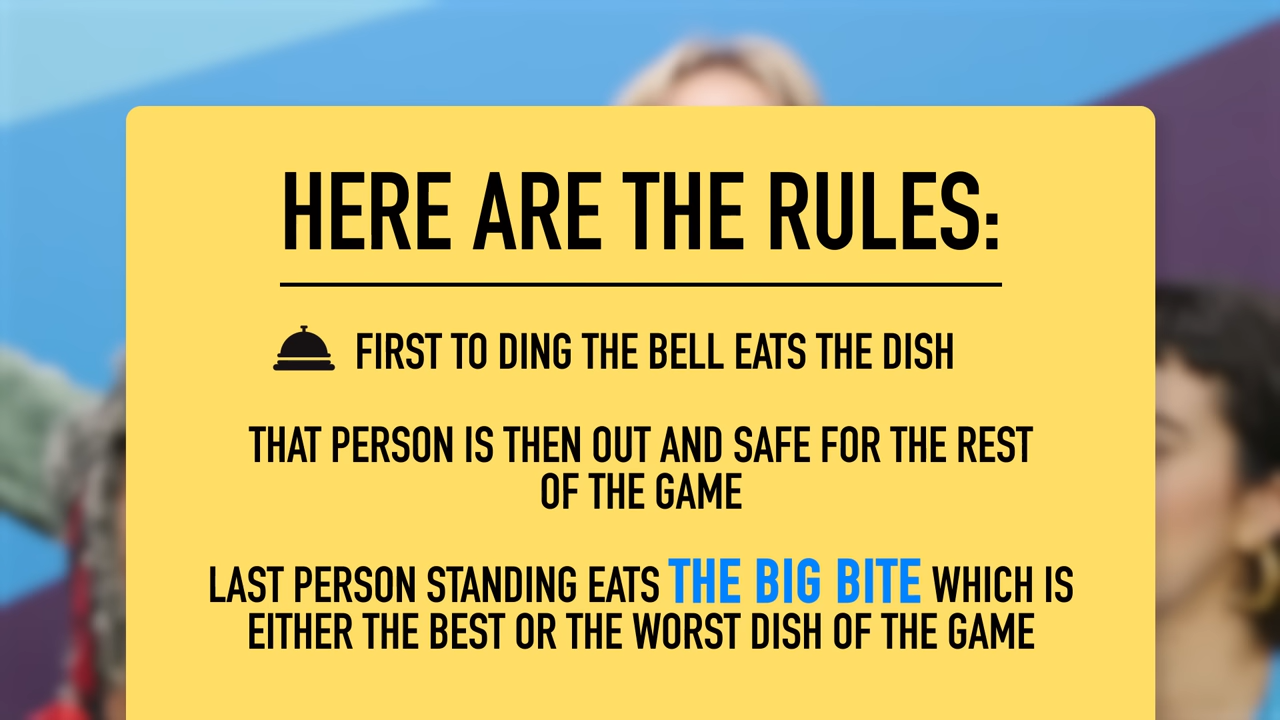 HERE ARE THE RULES:
FIRST TO DING THE BELL EATS THE DISH
THAT PERSON IS THEN OUT AND SAFE FOR THE REST
OF THE GAME
LAST PERSON STANDING EATS THE BIG BITE WHICH IS
EITHER THE BEST OR THE WORST DISH OF THE GAME